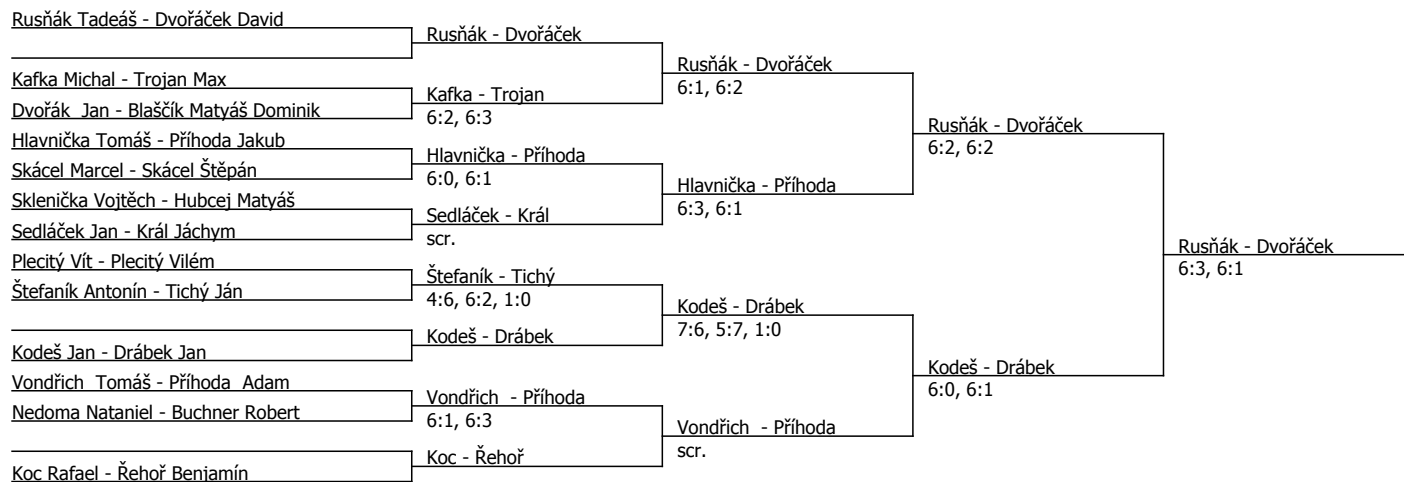 Rusňák Tadeáš - Dvořáček David
Kafka Michal - Trojan Max
Dvořák  Jan - Blaščík Matyáš Dominik
Hlavnička Tomáš - Příhoda Jakub
Skácel Marcel - Skácel Štěpán
Sklenička Vojtěch - Hubcej Matyáš
Sedláček Jan - Král Jáchym
Plecitý Vít - Plecitý Vilém
Štefaník Antonín - Tichý Ján
Kodeš Jan - Drábek Jan
Vondřich  Tomáš - Příhoda  Adam
Nedoma Nataniel - Buchner Robert
Koc Rafael - Řehoř Benjamín
Rusňák - Dvořáček
Kafka - Trojan
6:2, 6:3
Hlavnička - Příhoda
6:0, 6:1
Sedláček - Král
scr.
Štefaník - Tichý
4:6, 6:2, 1:0
Kodeš - Drábek
Vondřich  - Příhoda
6:1, 6:3
Koc - Řehoř
Rusňák - Dvořáček
6:1, 6:2
Hlavnička - Příhoda
6:3, 6:1
Kodeš - Drábek
7:6, 5:7, 1:0
Vondřich  - Příhoda
scr.
Rusňák - Dvořáček
6:2, 6:2
Kodeš - Drábek
6:0, 6:1
Rusňák - Dvořáček
6:3, 6:1